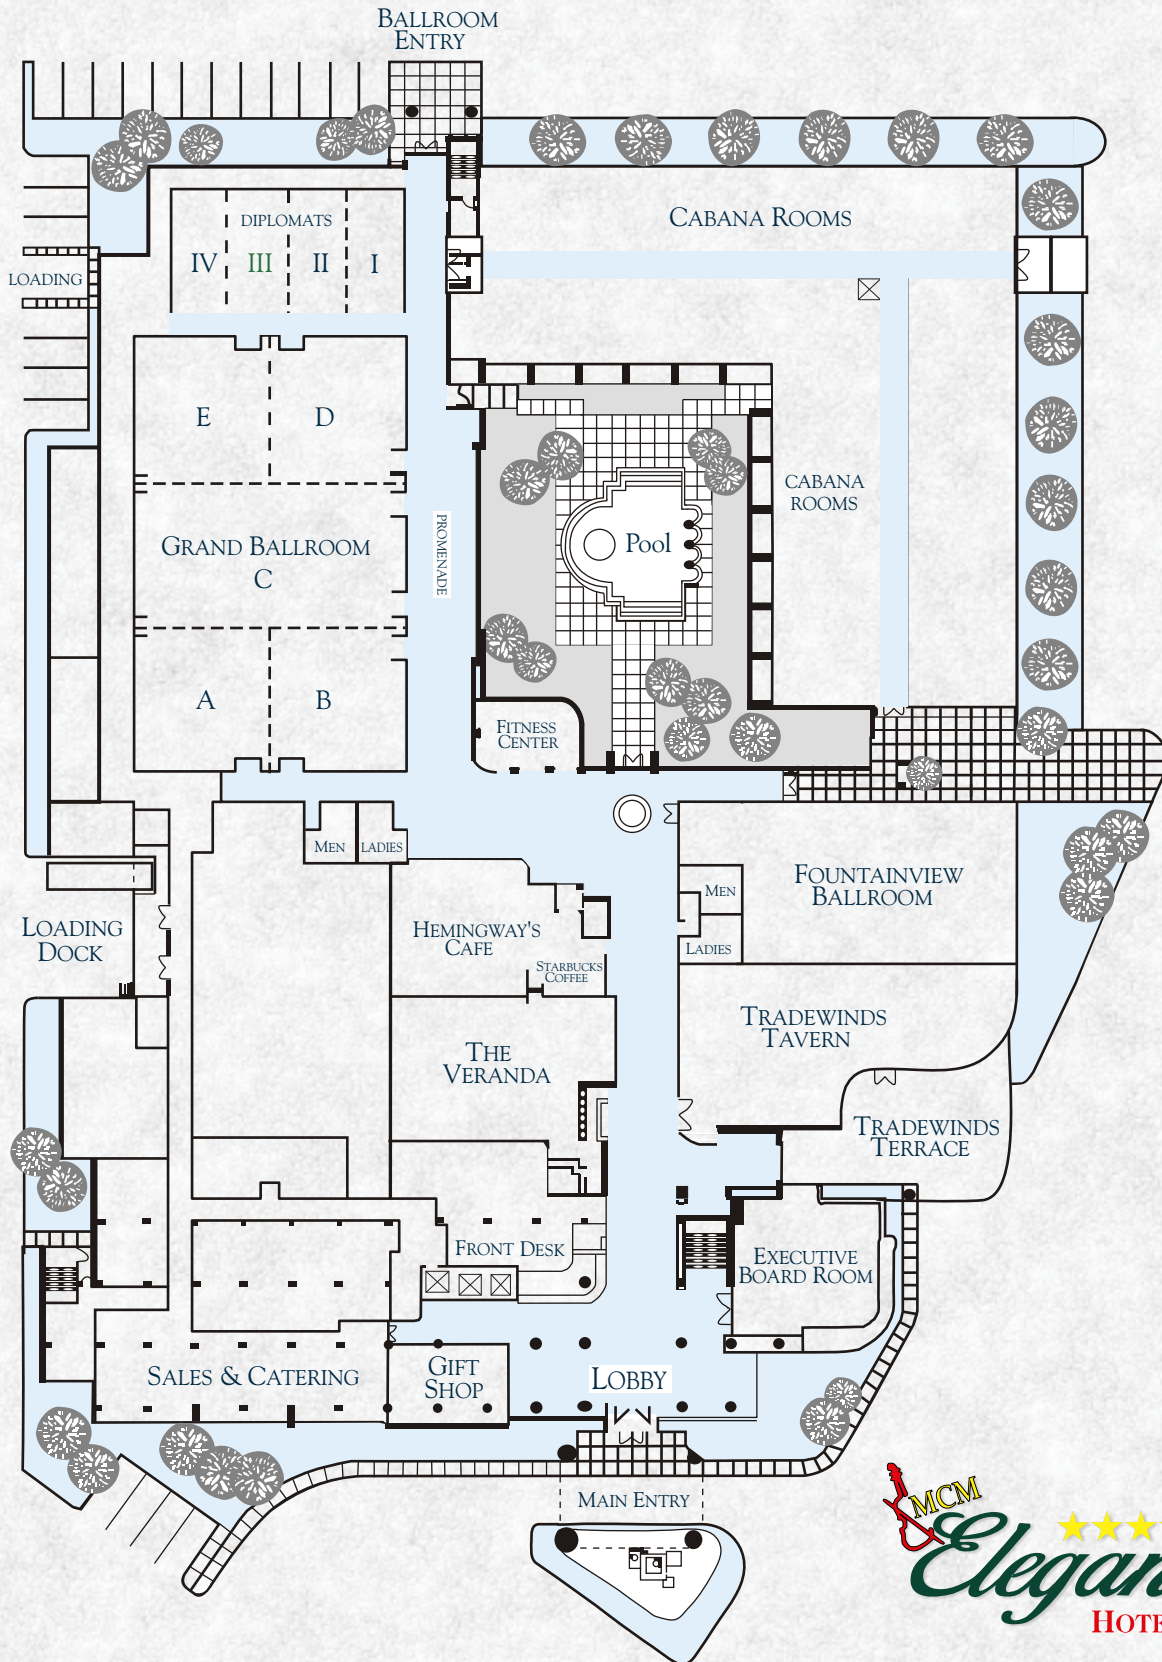 BALLROOM
ENTRY
CABANA ROOMS
DIPLOMATS
IV
III
II
I
LOADING
E
D
CABANA
ROOMS
PROMENADE
Pool
GRAND BALLROOM
C
A
B
FITNESS
CENTER
MEN
LADIES
FOUNTAINVIEW
BALLROOM
MEN
LADIES
LOADING
DOCK
HEMINGWAY'S
CAFE
STARBUCKS
COFFEE
TRADEWINDS
TAVERN
THE
VERANDA
TRADEWINDS
TERRACE
FRONT DESK
EXECUTIVE
BOARD ROOM
SALES & CATERING
GIFT
SHOP
LOBBY
MAIN ENTRY
MCM